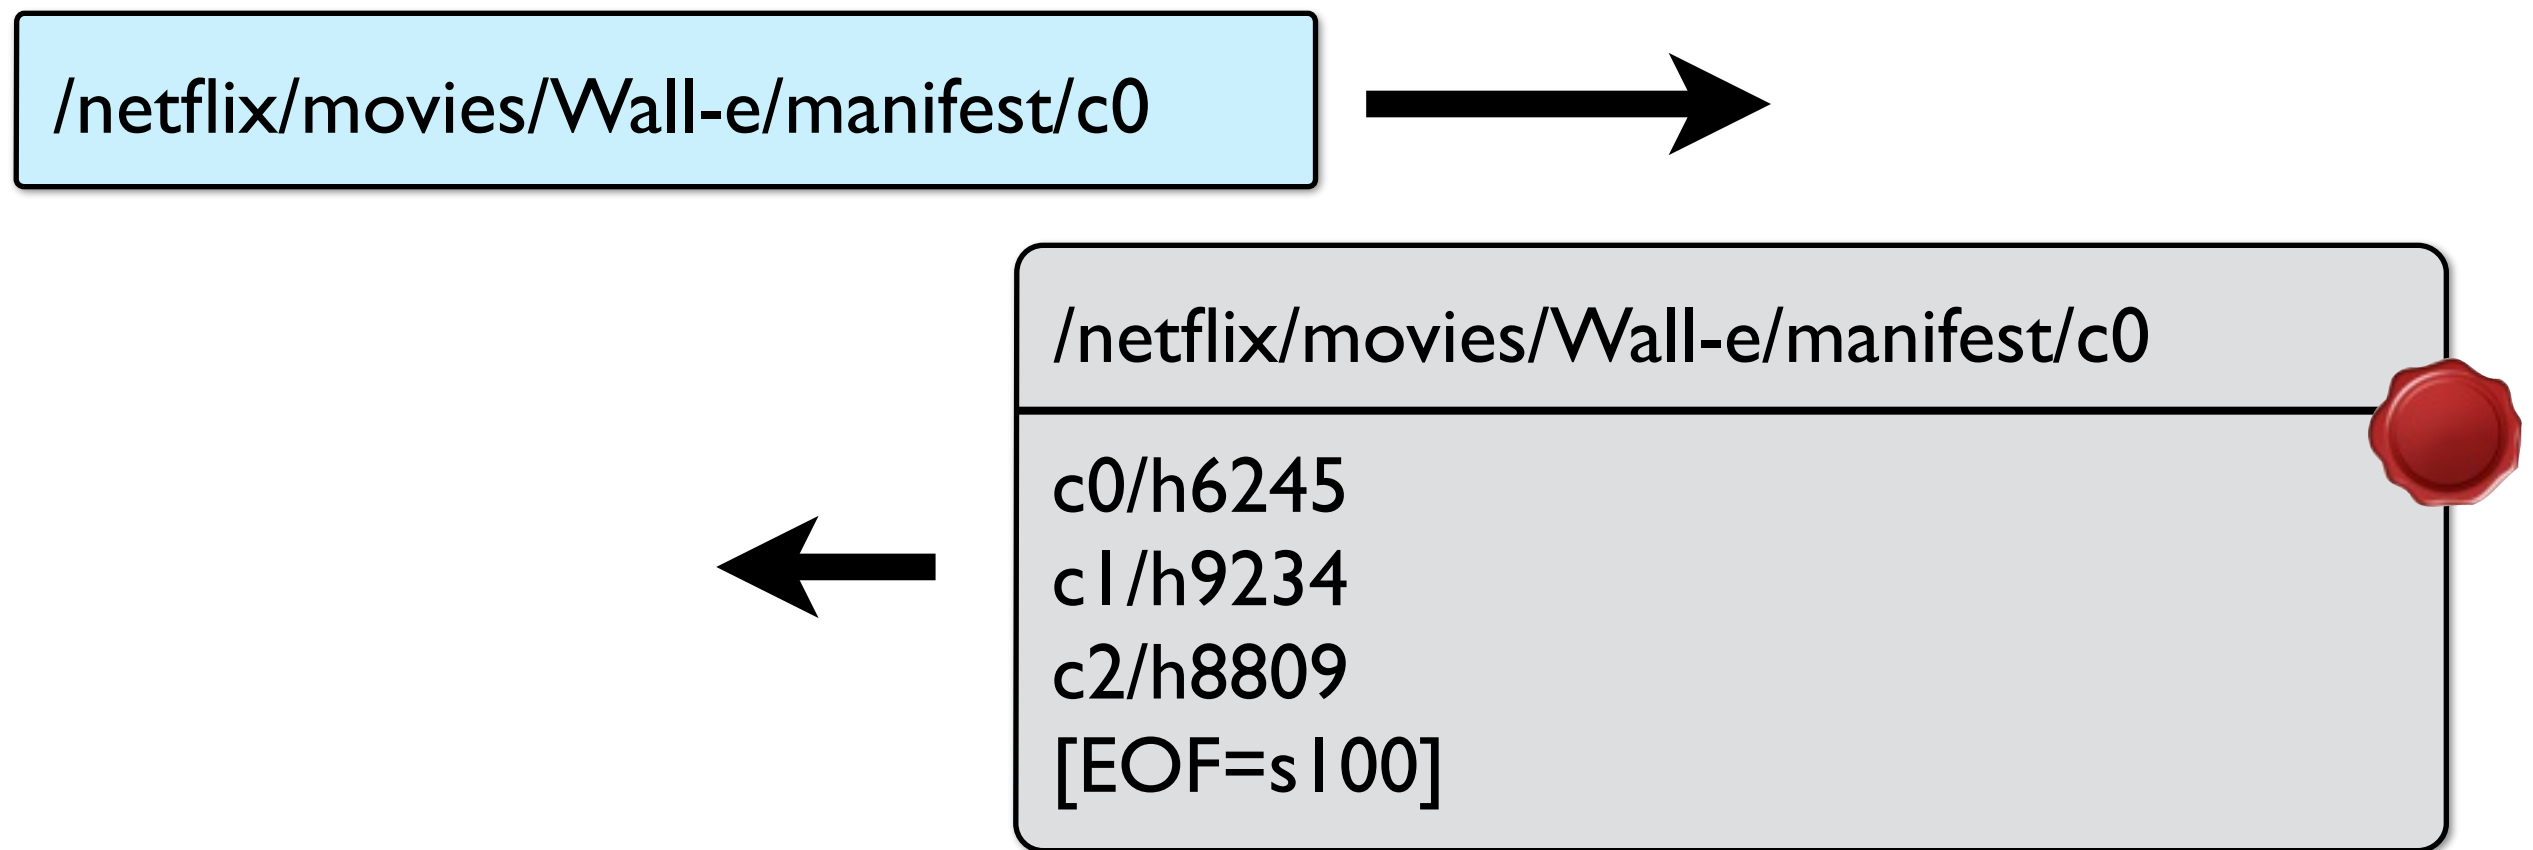 /netflix/movies/Wall-e/manifest/c0
/netflix/movies/Wall-e/manifest/c0
c0/h6245
c1/h9234
c2/h8809
[EOF=s100]